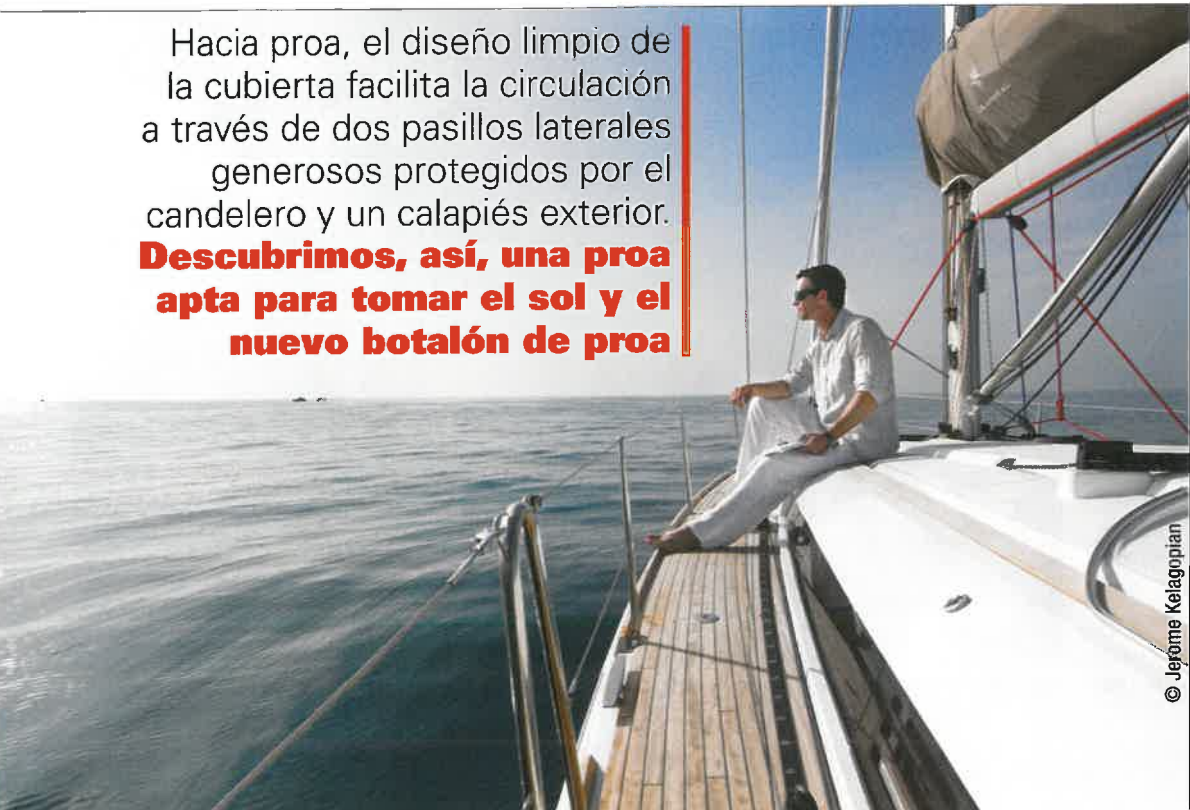 Hacia proa, el diseño limpio de
la cubierta facilita la circulación
a través de dos pasillos laterales
generosos protegidos por el
candelero y un calapiés exterior.
Descubrimos, así, una proa
apta para tomar el sol y el
nuevo botalón de proa
© Jerome Kelagopian